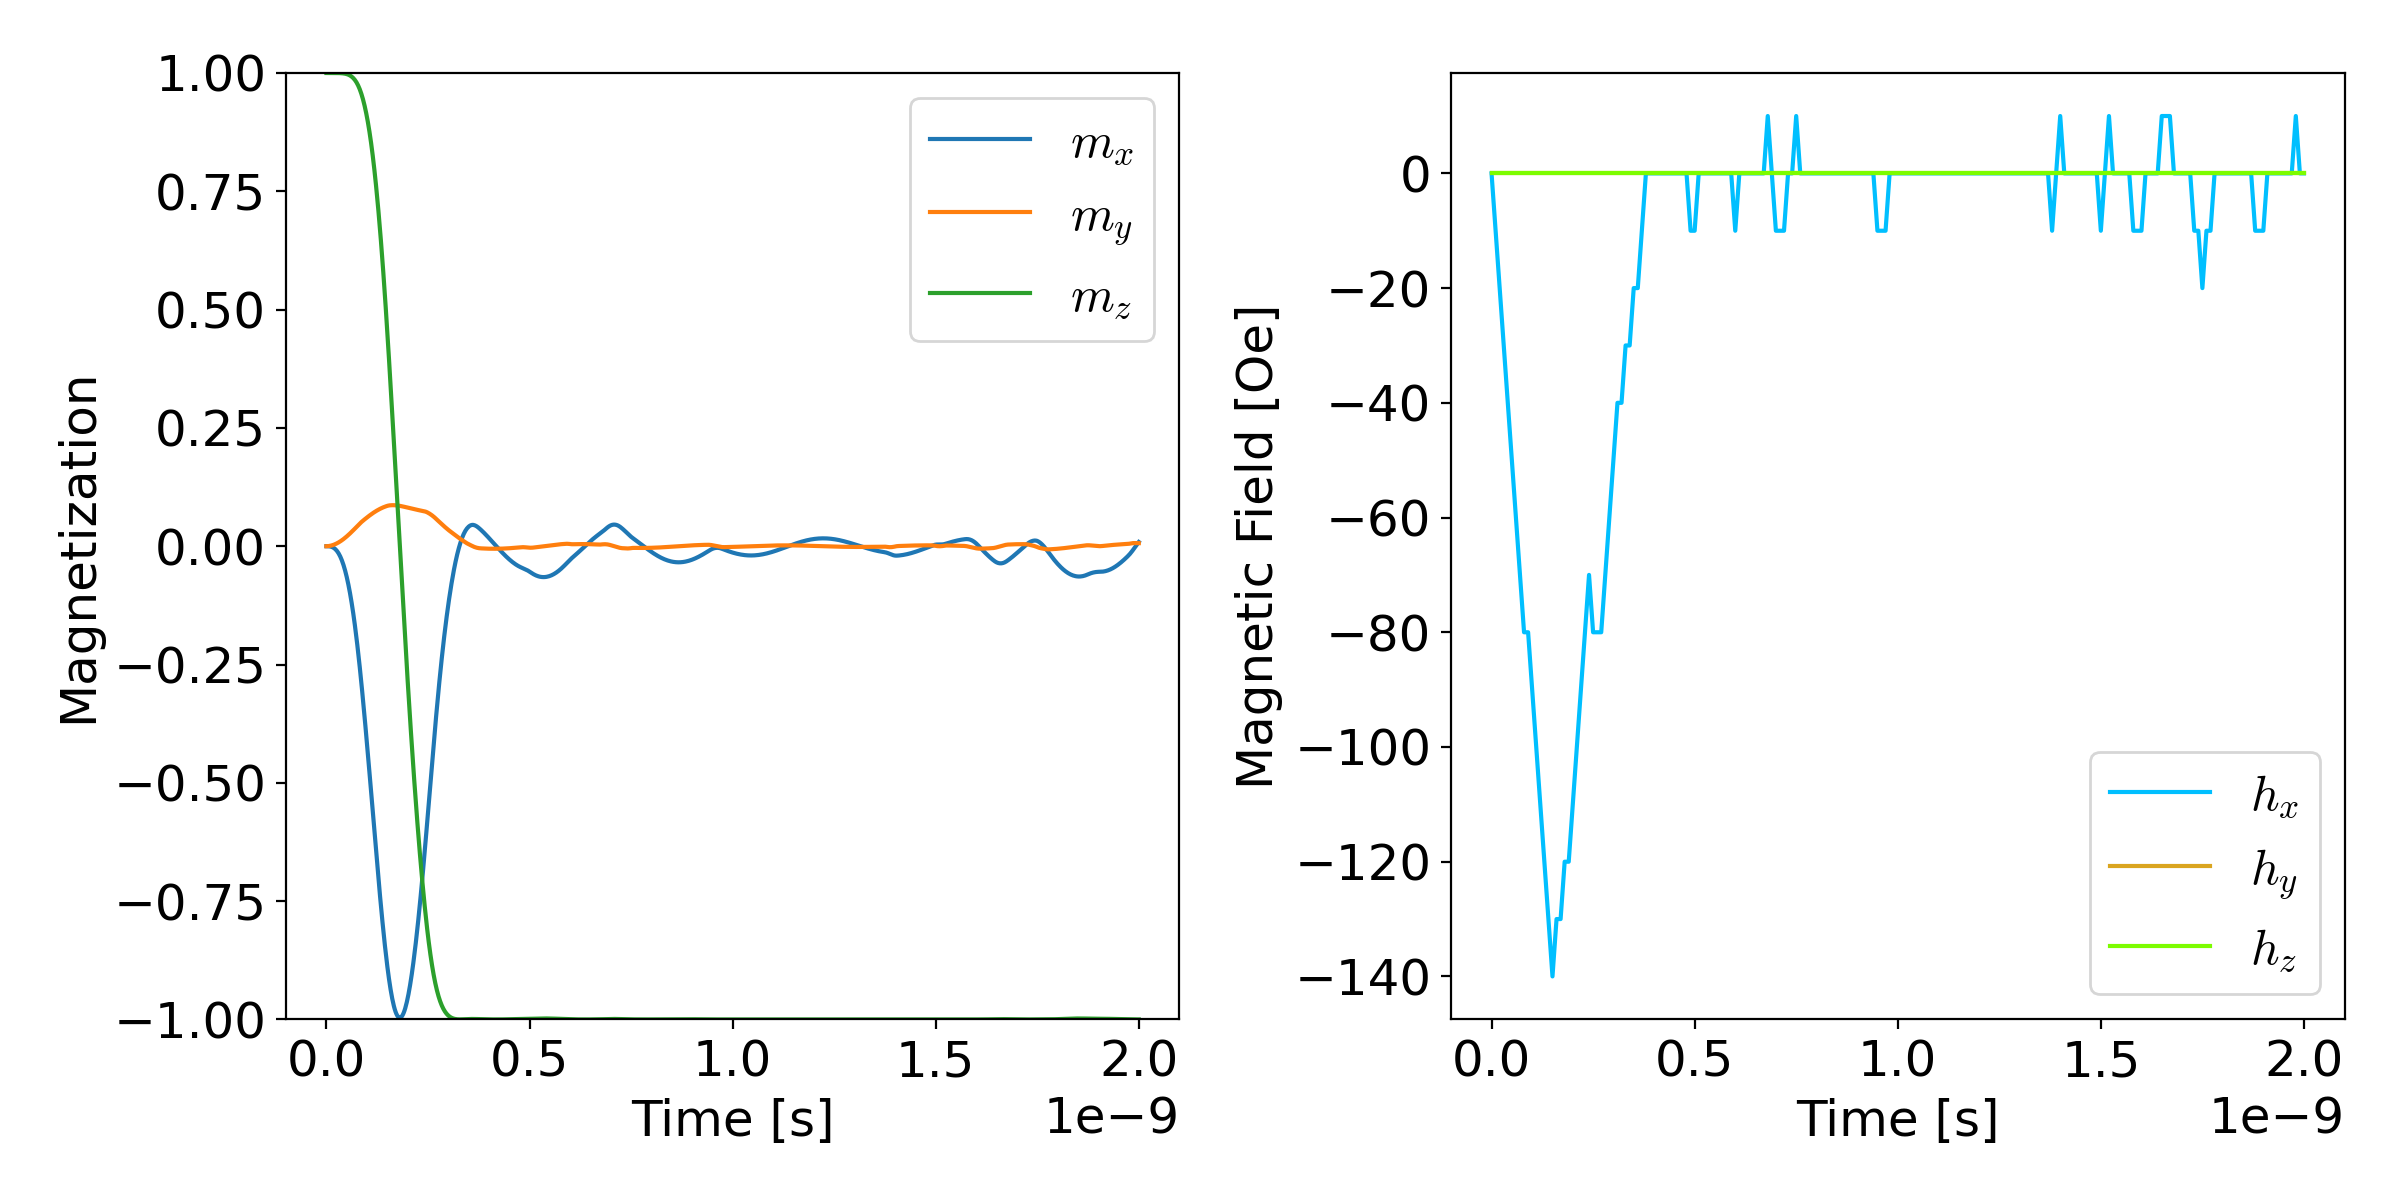 Magnetization
1.00
0.75
0.50
0.25
0.00
−0.25
−0.50
−0.75
−1.00
0.0 0.5 1.0 1.5 2.0
Time [s]
1e−9
m_x
m_y
m_z
Magnetic Field [Oe]
0
−20
−40
−60
−80
−100
−120
−140
0.0 0.5 1.0 1.5 2.0
Time [s]
1e−9
h_x
h_y
h_z